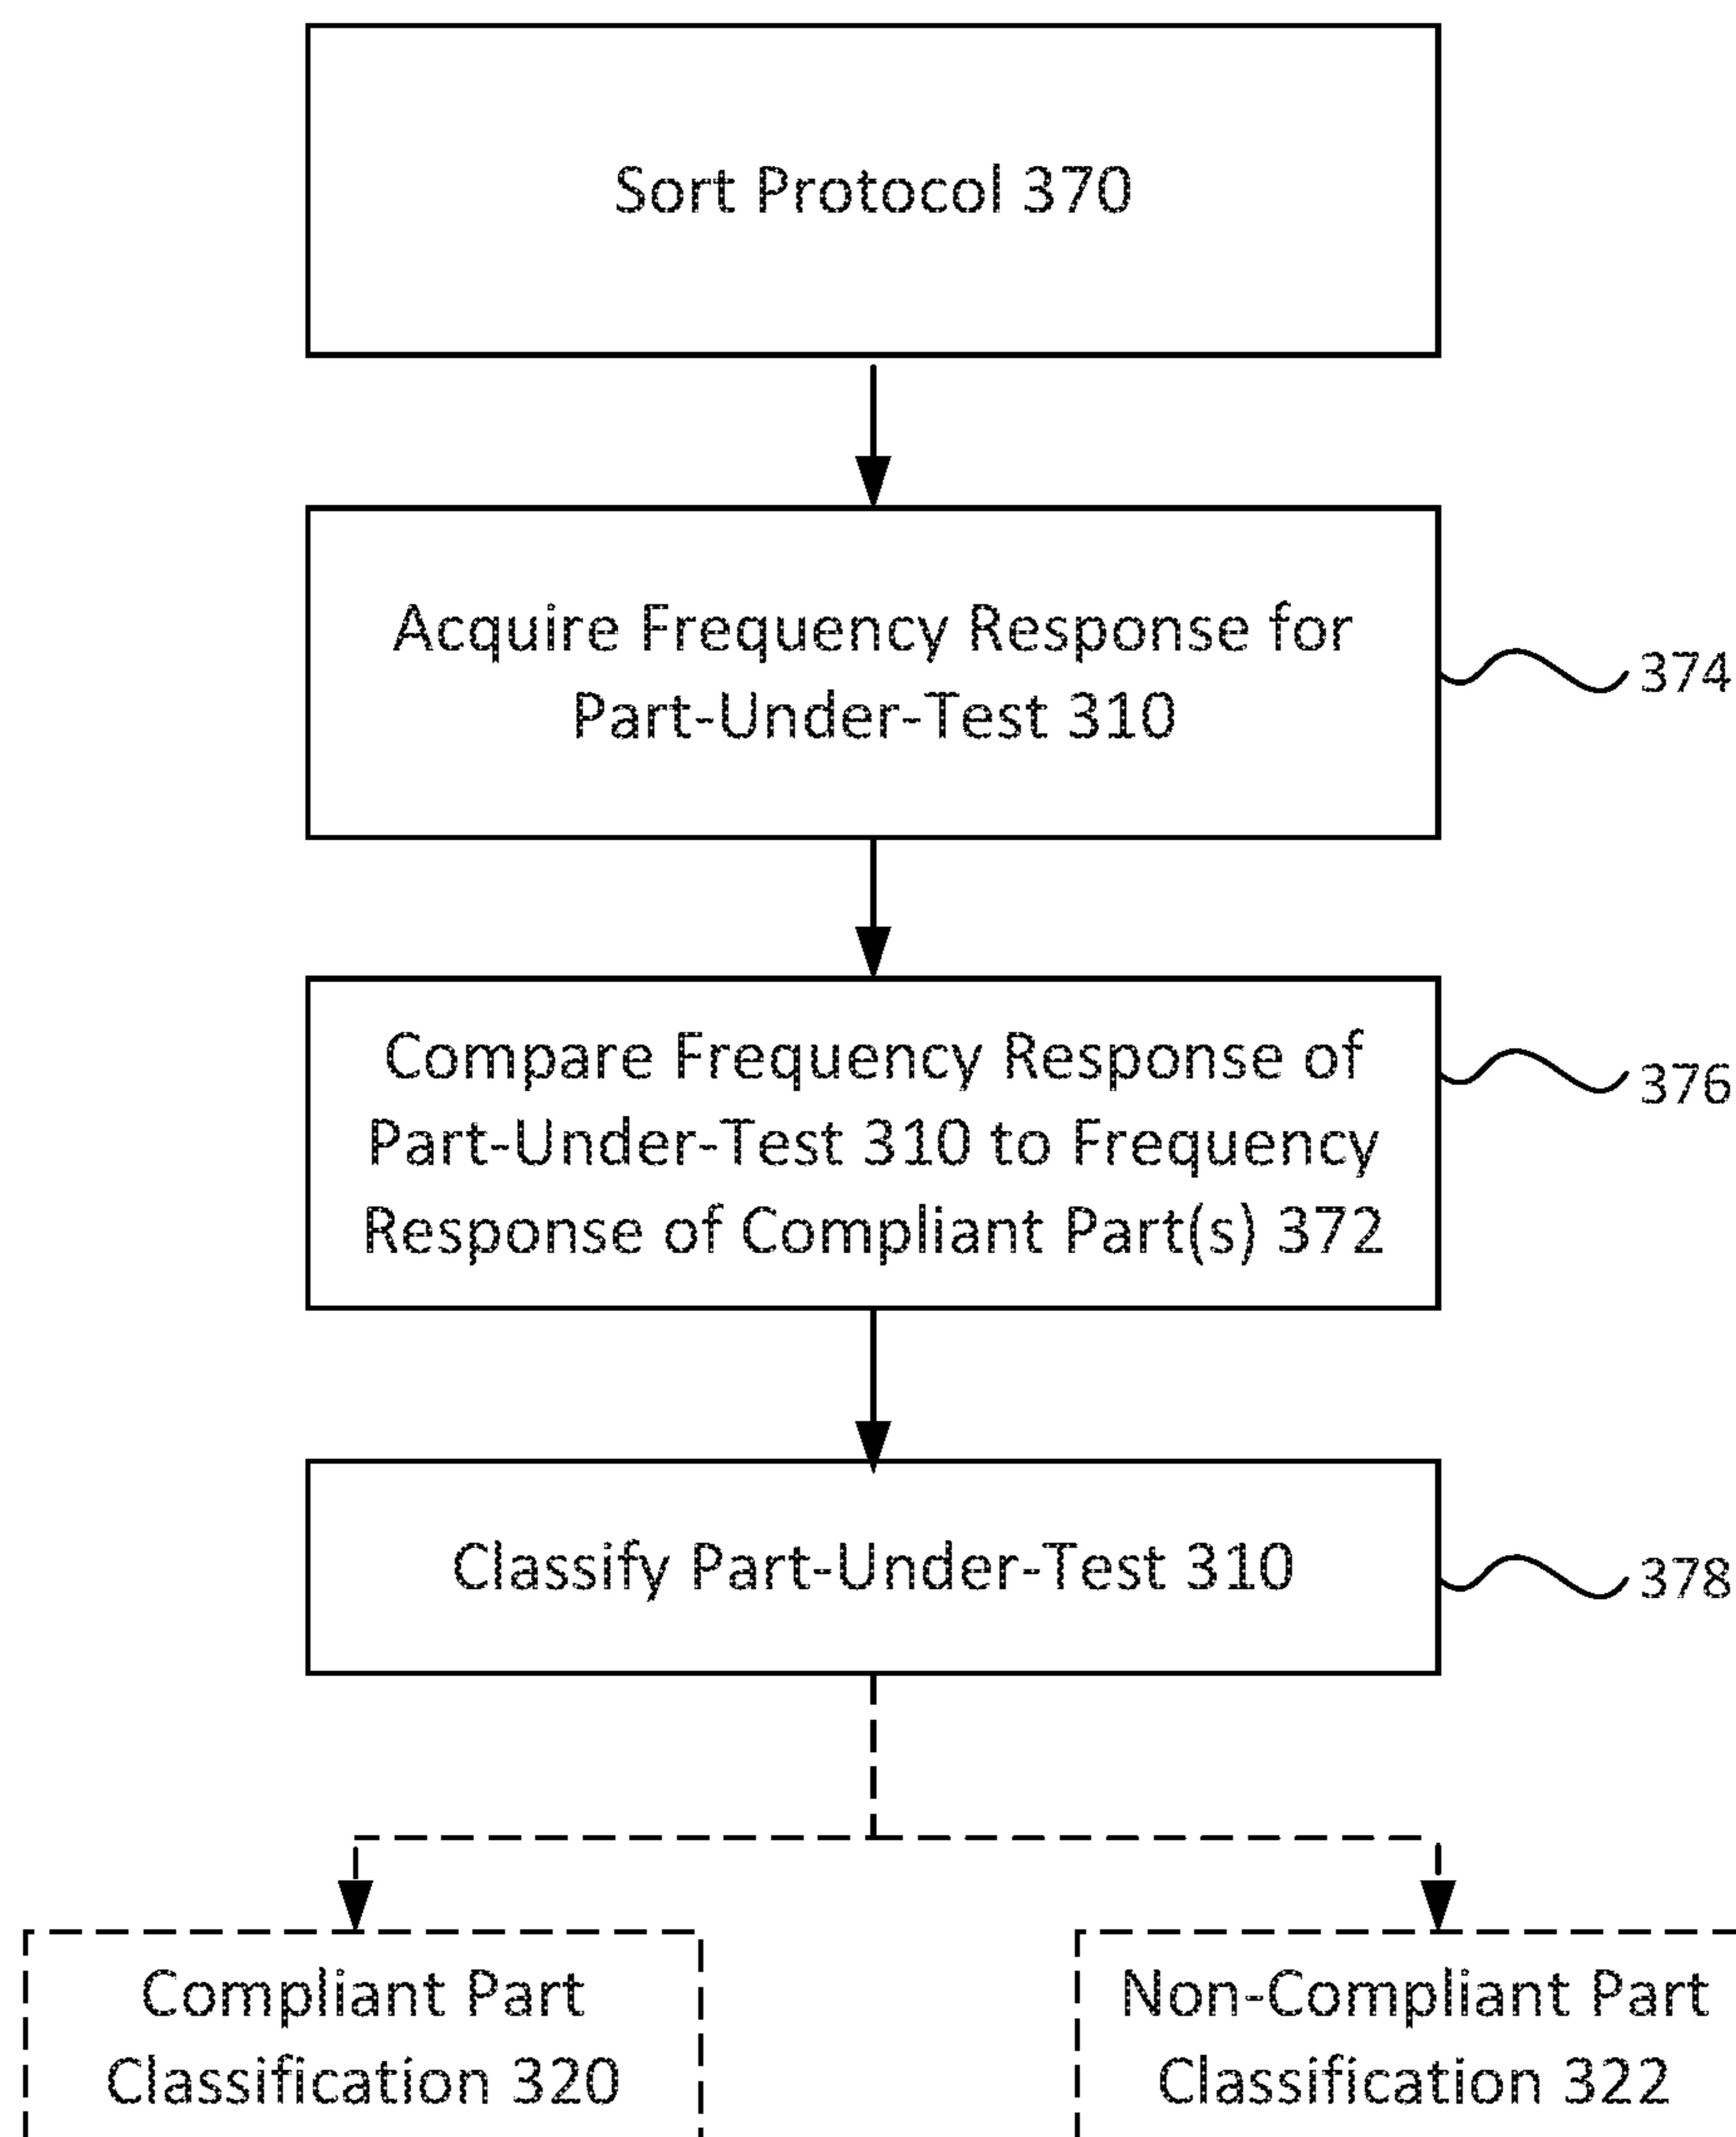 Sort Protocol 370
Acquire Frequency Response for
Part-Under-Test 310
374
Compare Frequency Response of
Part-Under-Test 310 to Frequency
Response of Compliant Part(s) 372
376
Classify Part-Under-Test 310
378
Compliant Part
Classification 320
Non-Compliant Part
Classification 322